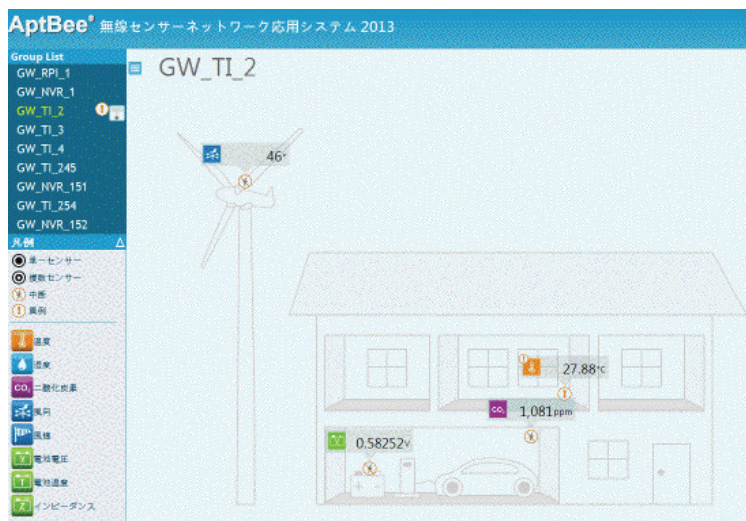 AptBee® 無線センサーネットワーク応用システム 2013
Group List
GW_RPI_1
GW_NVR_1
GW_TI_2
GW_TI_3
GW_TI_4
GW_TI_245
GW_NVR_151
GW_TI_254
GW_NVR_152
凡例
単一センサー
複数センサー
中断
異例
温度
湿度
CO₂ 二酸化炭素
風向
風速
電池電圧
電池温度
インピーダンス
GW_TI_2
46°
27.88°C
CO₂ 1,081ppm
0.58252V